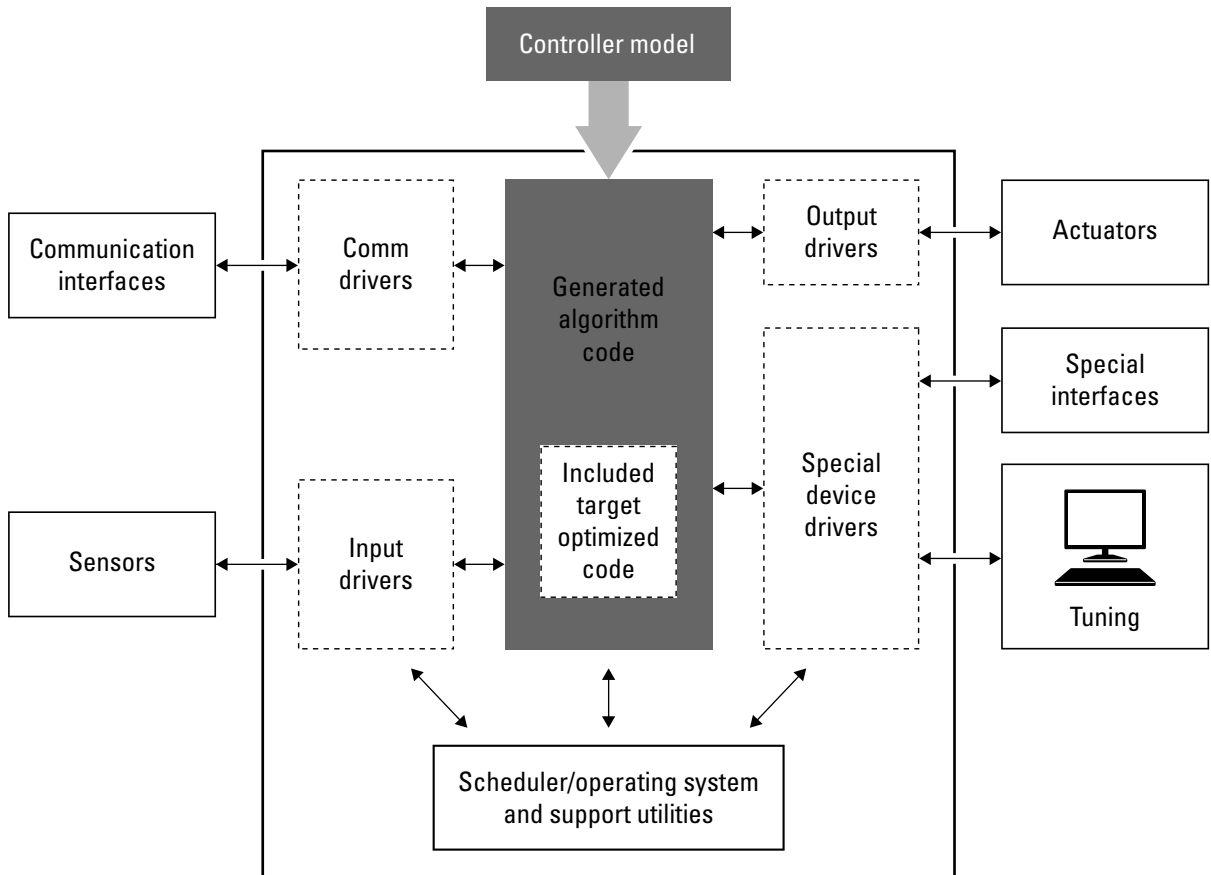 Controller model
Communication
interfaces
Comm
drivers
Generated
algorithm
code
Output
drivers
Actuators
Special
interfaces
Sensors
Input
drivers
Included
target
optimized
code
Special
device
drivers
Tuning
Scheduler/operating system
and support utilities